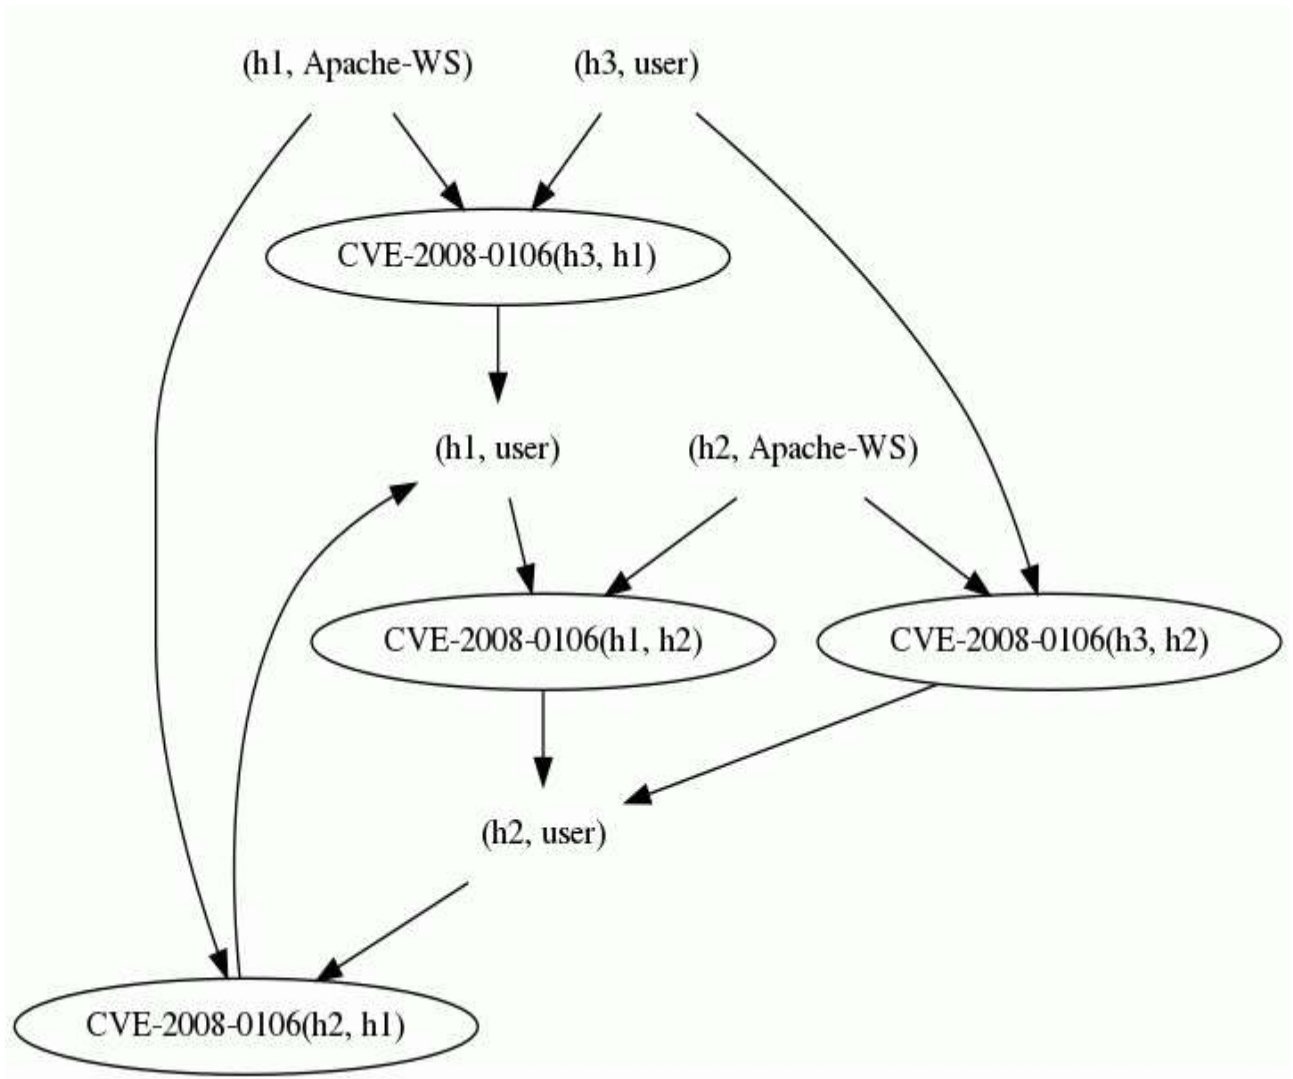 (h1, Apache-WS)
(h3, user)
CVE-2008-0106(h3, h1)
(h1, user)
(h2, Apache-WS)
CVE-2008-0106(h1, h2)
CVE-2008-0106(h3, h2)
(h2, user)
CVE-2008-0106(h2, h1)